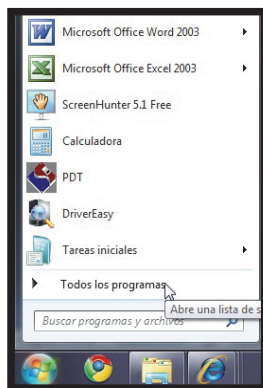 Microsoft Office Word 2003
Microsoft Office Excel 2003
ScreenHunter 5.1 Free
Calculadora
PDT
DriverEasy
Tareas iniciales
Todos los programas
Abre una lista de s
Buscar programas y archivos